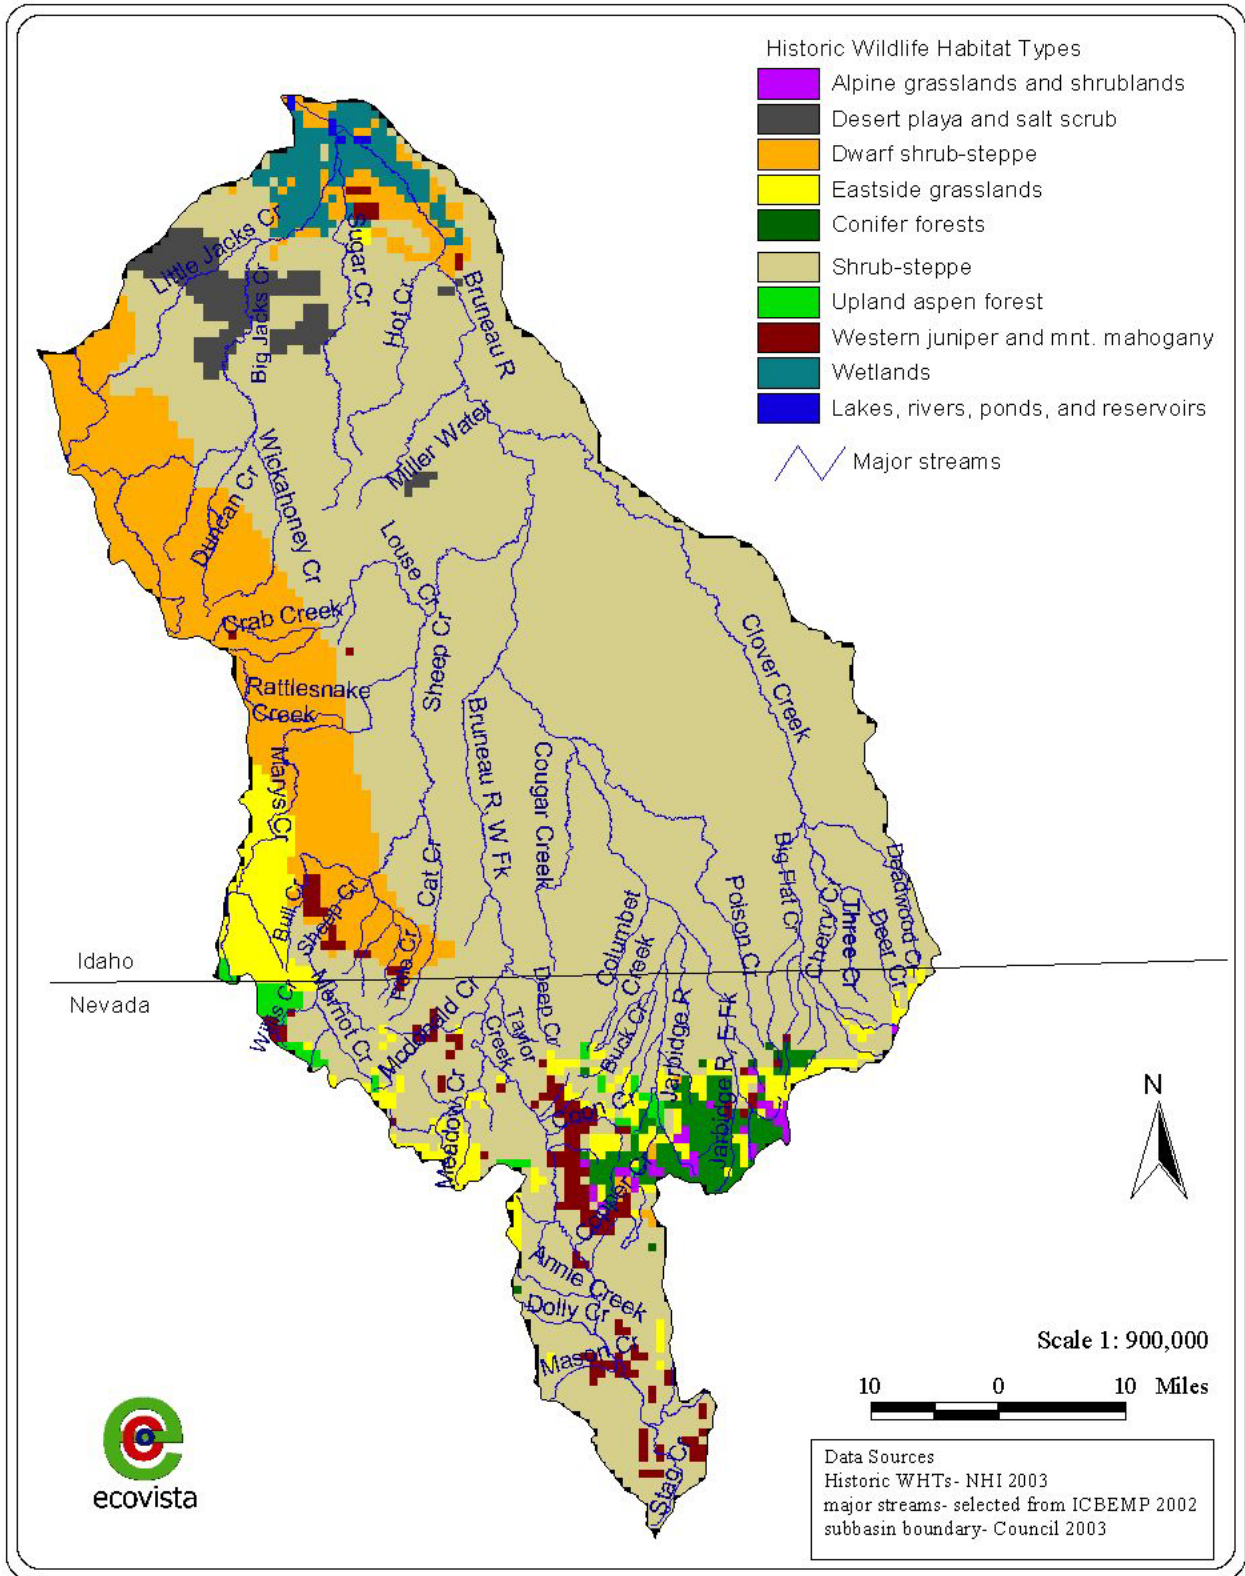 Historic Wildlife Habitat Types
Alpine grasslands and shrublands
Desert playa and salt scrub
Dwarf shrub-steppe
Eastside grasslands
Conifer forests
Shrub-steppe
Upland aspen forest
Western juniper and mnt. mahogany
Wetlands
Lakes, rivers, ponds, and reservoirs
Major streams
Little Jacks Cr
Big Jacks Cr
Sugar Cr
Hot Cr
Bruneau R
Miller Water
Wickahoney Cr
Duncan Cr
Louse Cr
Crab Creek
Sheep Cr
Clover Creek
Rattlesnake
Creek
Marys Cr
Bruneau R, W Fk
Cougar Creek
Cat Cr
Bull Cr
Sheep Cr
Columbet
Creek
Poison Cr
Big Flat Cr
Cherry Cr
Three Cr
Deer Cr
Deadwood Cr
Idaho
Nevada
Merritt Cr
Mcdonald Cr
Taylor
Creek
Deep Cr
Buck Cr
Jarbidge R
Jarbidge R, E Fk
Meadow Cr
Copper Cr
Annie Creek
Dolly Cr
Mason Cr
Stag Cr
N
Scale 1: 900,000
10 0 10 Miles
ecovista
Data Sources
Historic WHTs- NHI 2003
major streams- selected from ICBEMP 2002
subbasin boundary- Council 2003